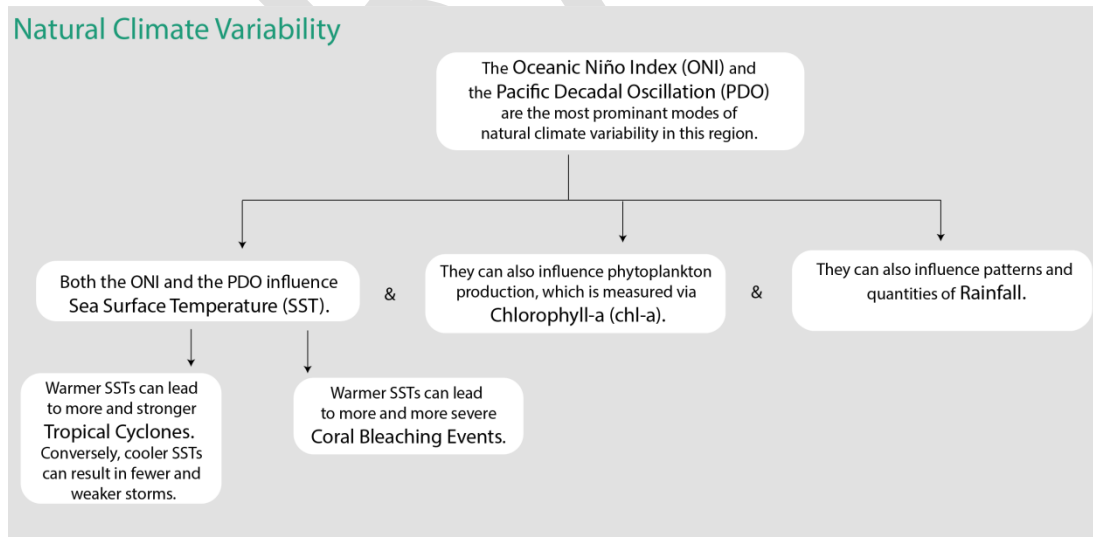 Natural Climate Variability
The Oceanic Niño Index (ONI) and
the Pacific Decadal Oscillation (PDO)
are the most prominent modes of
natural climate variability in this region.
Both the ONI and the PDO influence
Sea Surface Temperature (SST).
&
They can also influence phytoplankton
production, which is measured via
Chlorophyll-a (chl-a).
&
They can also influence patterns and
quantities of Rainfall.
Warmer SSTs can lead
to more and stronger
Tropical Cyclones.
Conversely, cooler SSTs
can result in fewer and
weaker storms.
Warmer SSTs can lead
to more and more severe
Coral Bleaching Events.